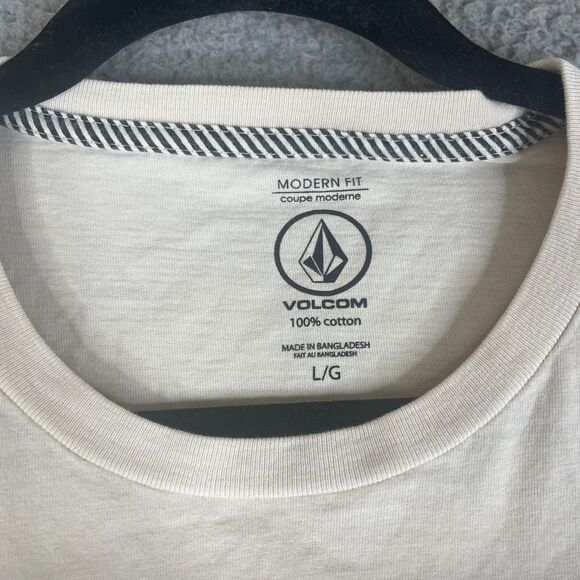 MODERN FIT
coupe moderne
VOLCOM
100% cotton
MADE IN BANGLADESH
FAIT AU BANGLADESH
L/G